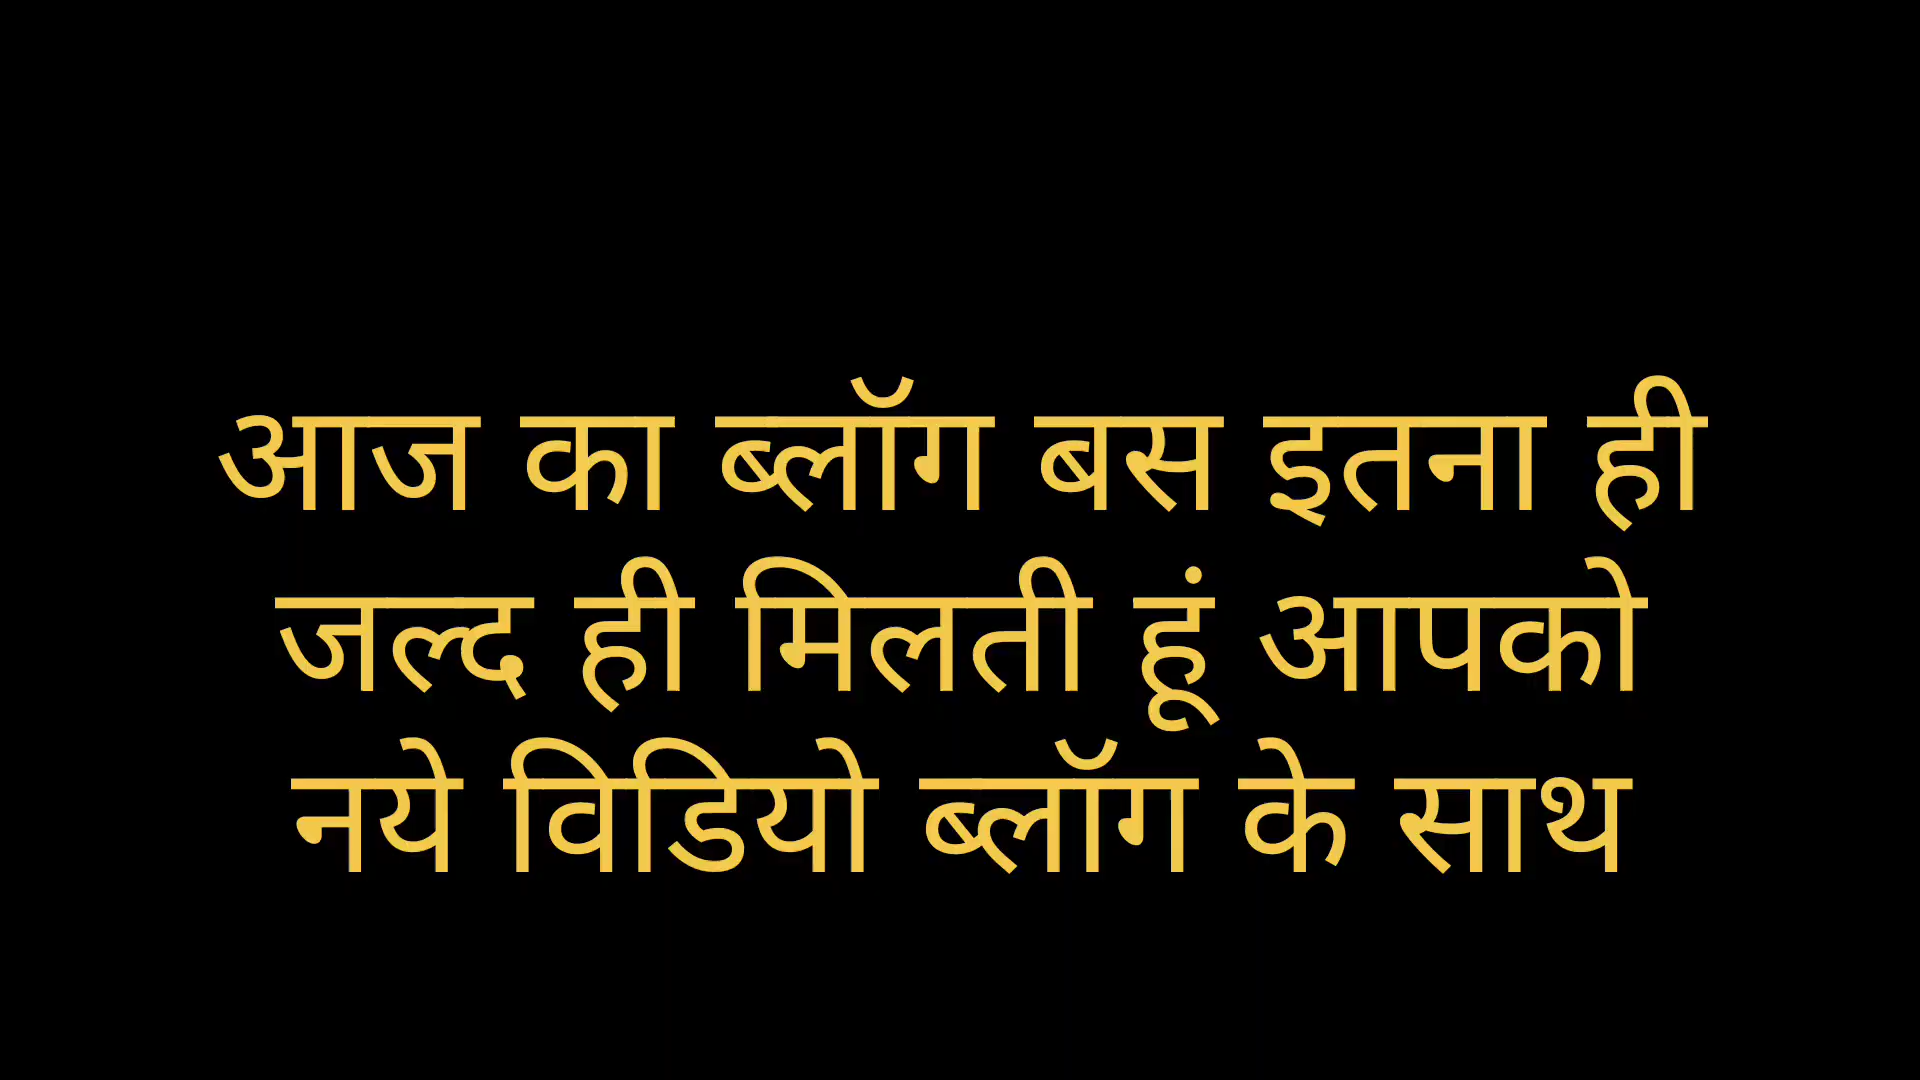 आज का ब्लॉग बस इतना ही
जल्द ही मिलती हूं आपको
नये विडियो ब्लॉग के साथ